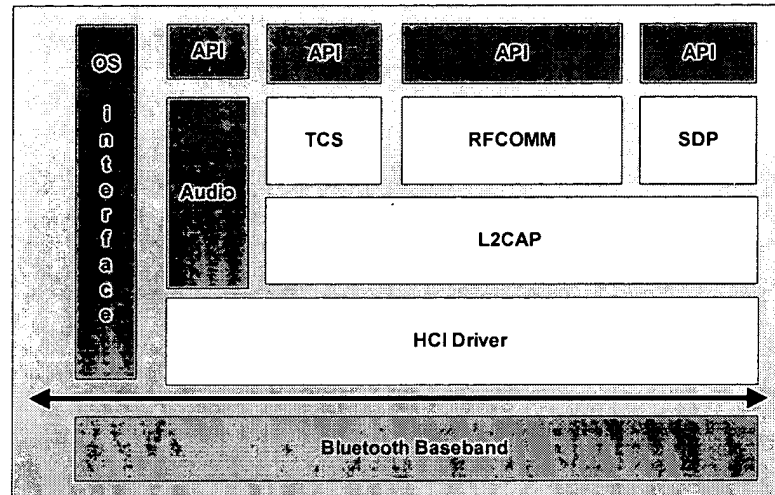 OS interface
API
API
API
API
TCS
RFCOMM
SDP
Audio
L2CAP
HCI Driver
Bluetooth Baseband